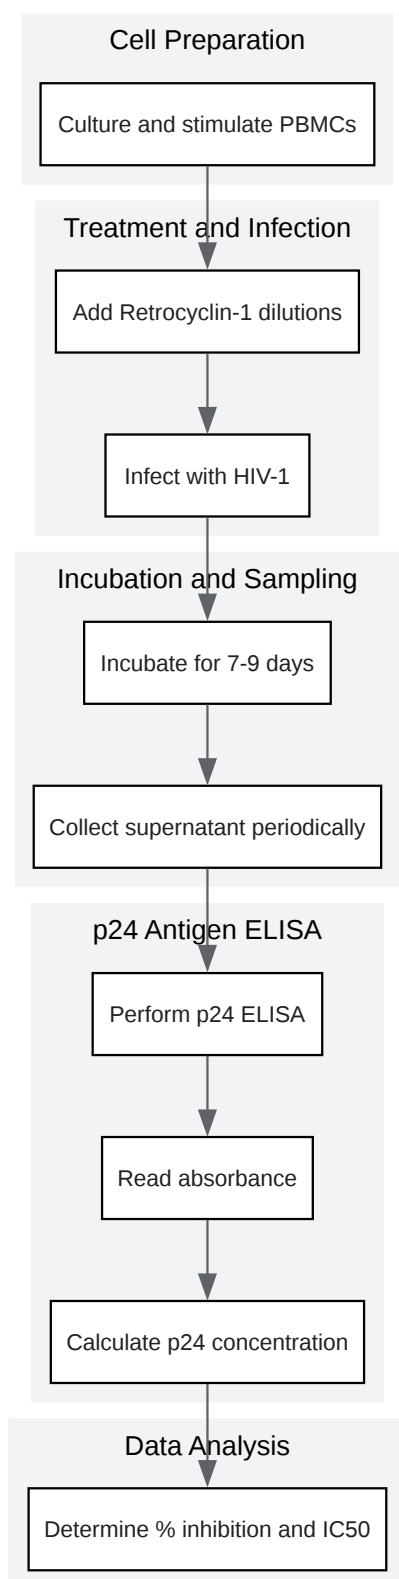 Cell Preparation
Culture and stimulate PBMCs
Treatment and Infection
Add Retrocyclin-1 dilutions
Infect with HIV-1
Incubation and Sampling
Incubate for 7-9 days
Collect supernatant periodically
p24 Antigen ELISA
Perform p24 ELISA
Read absorbance
Calculate p24 concentration
Data Analysis
Determine % inhibition and IC50